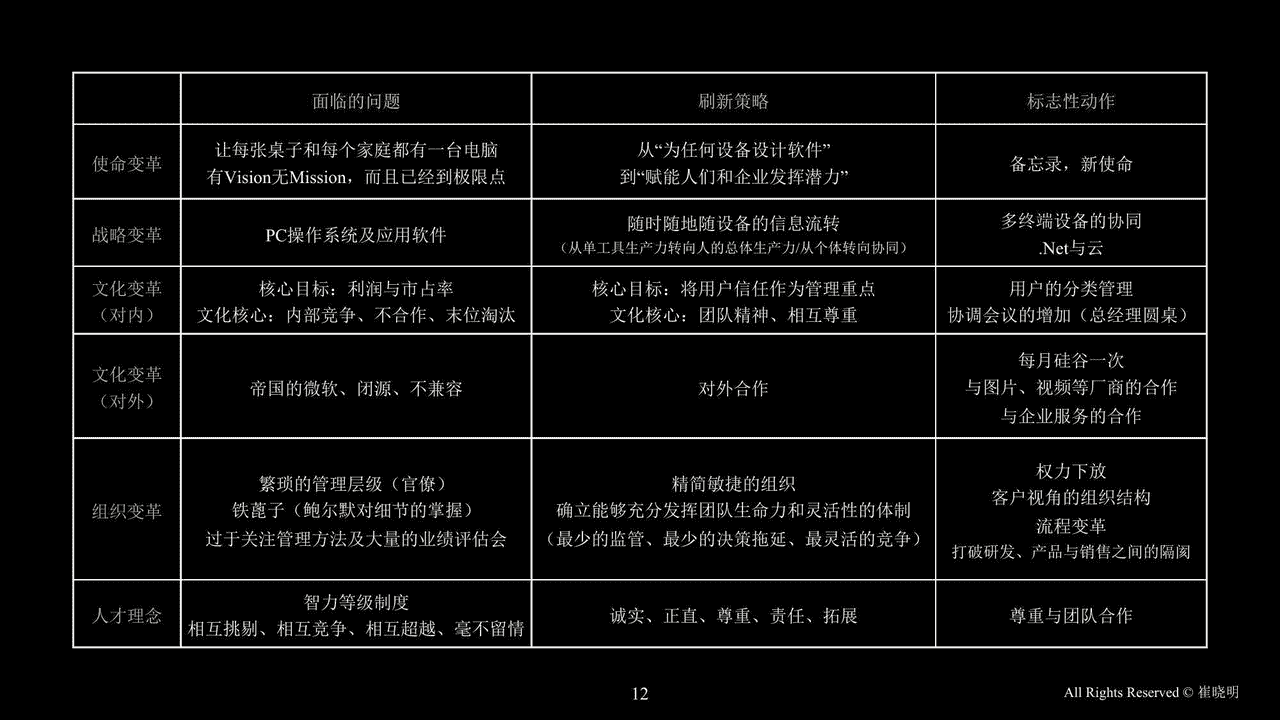 面临的问题
刷新策略
标志性动作
使命变革
让每张桌子和每个家庭都有一台电脑
有Vision无Mission，而且已经到极限点
从“为任何设备设计软件”
到“赋能人们和企业发挥潜力”
备忘录，新使命
战略变革
PC操作系统及应用软件
随时随地随设备的信息流转
（从单工具生产力转向人的总体生产力/从个体转向协同）
多终端设备的协同
.Net与云
文化变革
（对内）
核心目标：利润与市占率
文化核心：内部竞争、不合作、末位淘汰
核心目标：将用户信任作为管理重点
文化核心：团队精神、相互尊重
用户的分类管理
协调会议的增加（总经理圆桌）
文化变革
（对外）
帝国的微软、闭源、不兼容
对外合作
每月硅谷一次
与图片、视频等厂商的合作
与企业服务的合作
组织变革
繁琐的管理层级（官僚）
铁蓖子（鲍尔默对细节的掌握）
过于关注管理方法及大量的业绩评估会
精简敏捷的组织
确立能够充分发挥团队生命力和灵活性的体制
（最少的监管、最少的决策拖延、最灵活的竞争）
权力下放
客户视角的组织结构
流程变革
打破研发、产品与销售之间的隔阂
人才理念
智力等级制度
相互挑剔、相互竞争、相互超越、毫不留情
诚实、正直、尊重、责任、拓展
尊重与团队合作
12
All Rights Reserved © 崔晓明